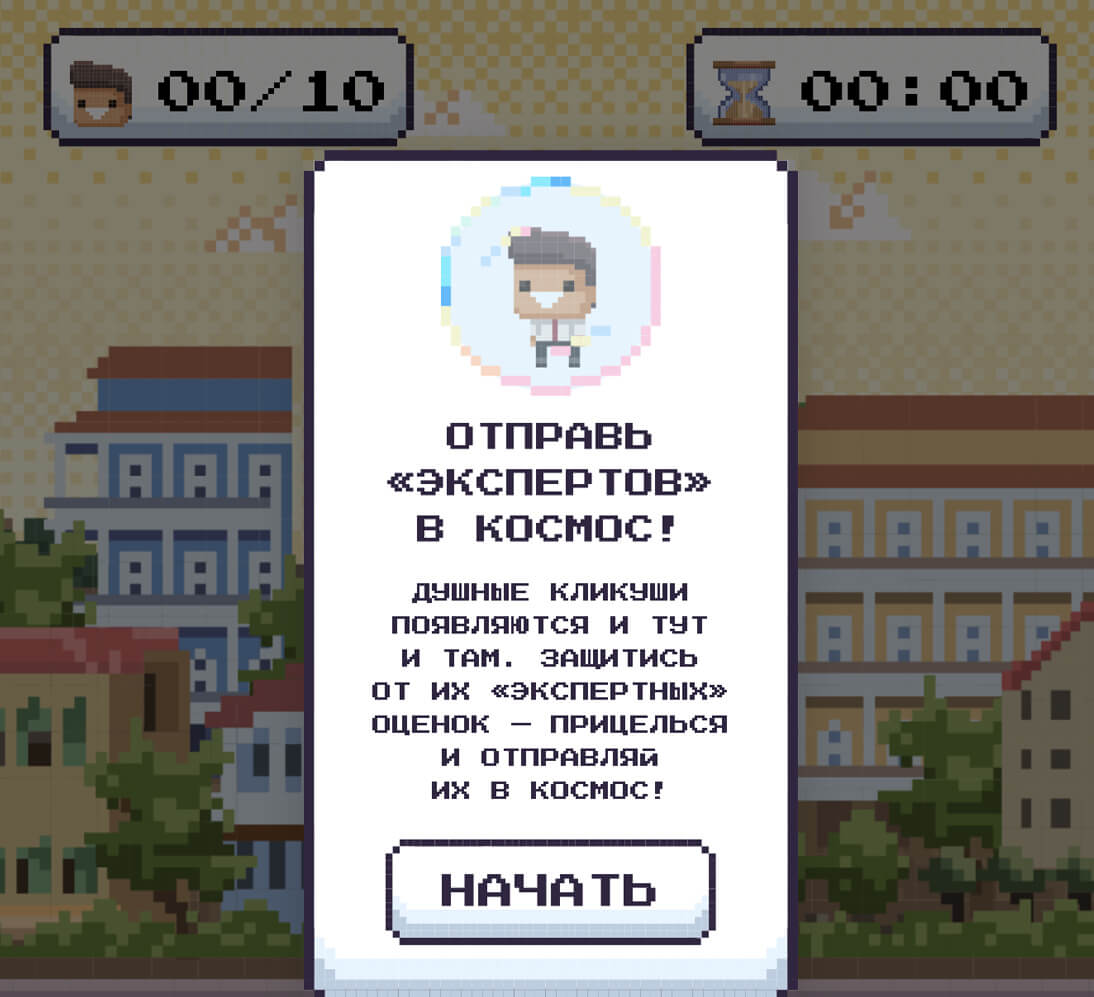 00/10
00:00
ОТПРАВЬ
«ЭКСПЕРТОВ»
В КОСМОС!
ДУШНЫЕ КЛИКУШИ
ПОЯВЛЯЮТСЯ И ТУТ
И ТАМ. ЗАЩИТИСЬ
ОТ ИХ «ЭКСПЕРТНЫХ»
ОЦЕНОК — ПРИЦЕЛЬСЯ
И ОТПРАВЛЯЙ
ИХ В КОСМОС!
НАЧАТЬ